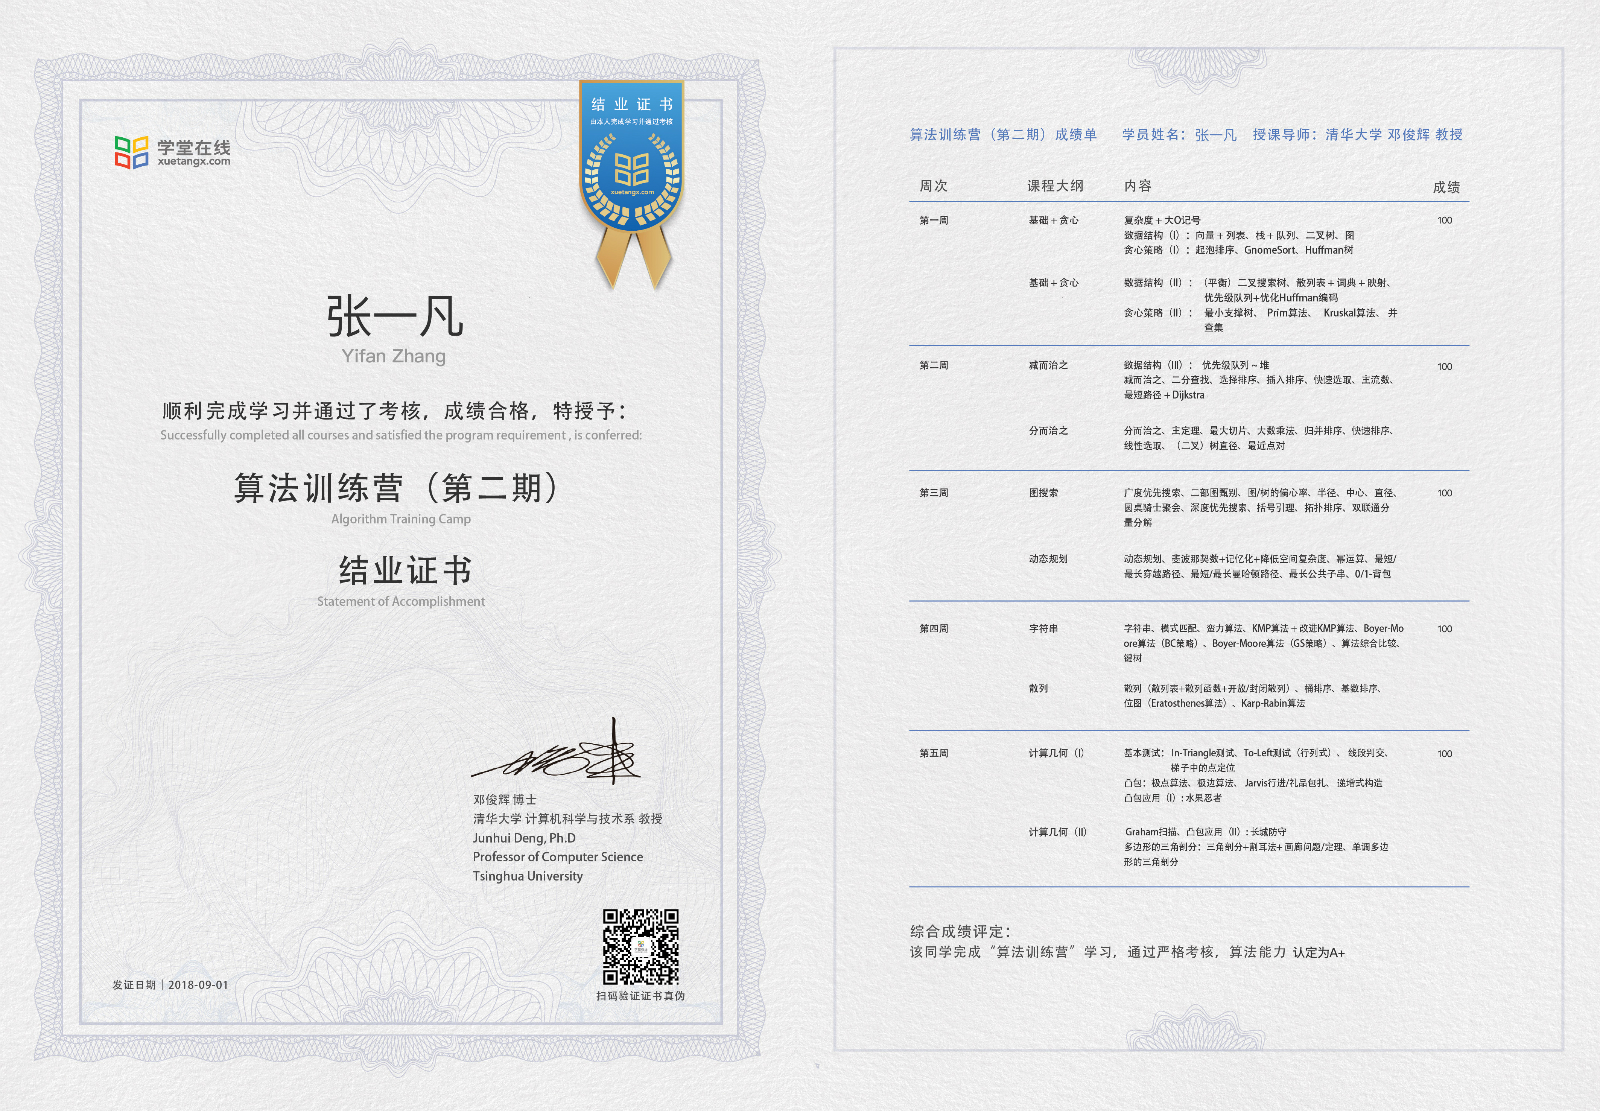 学堂在线
xuetangx.com
结业证书
由本人完成学习并通过考核
xuetangx.com
张一凡
Yifan Zhang
顺利完成学习并通过了考核，成绩合格，特授予：
Successfully completed all courses and satisfied the program requirement , is conferred:
算法训练营（第二期）
Algorithm Training Camp
结业证书
Statement of Accomplishment
邓俊辉 博士
清华大学 计算机科学与技术系 教授
Junhui Deng, Ph.D
Professor of Computer Science
Tsinghua University
发证日期｜2018-09-01
扫码验证证书真伪
算法训练营（第二期）成绩单 学员姓名：张一凡 授课导师：清华大学 邓俊辉 教授
周次 课程大纲 内容 成绩
第一周 基础 + 贪心 复杂度 + 大O记号 100
数据结构（I）：向量 + 列表、栈 + 队列、二叉树、图
贪心策略（I）：起泡排序、GnomeSort、Huffman树
基础 + 贪心 数据结构（II）：（平衡）二叉搜索树、散列表 + 词典 + 映射、
优先级队列+优化Huffman编码
贪心策略（II）： 最小支撑树、 Prim算法、 Kruskal算法、 并
查集
第二周 减而治之 数据结构（III）： 优先级队列 ~ 堆 100
减而治之、二分查找、选择排序、插入排序、快速选取、主流数、
最短路径 + Dijkstra
分而治之 分而治之、主定理、最大切片、大数乘法、归并排序、快速排序、
线性选取、（二叉）树直径、最近点对
第三周 图搜索 广度优先搜索、二部图甄别、图/树的偏心率、半径、中心、直径、 100
圆桌骑士聚会、深度优先搜索、括号引理、拓扑排序、双联通分
量分解
动态规划 动态规划、斐波那契数+记忆化+降低空间复杂度、幂运算、最短/
最长穿越路径、最短/最长曼哈顿路径、最长公共子串、0/1-背包
第四周 字符串 字符串、模式匹配、蛮力算法、KMP算法 + 改进KMP算法、Boyer-Mo 100
ore算法（BC策略）、Boyer-Moore算法（GS策略）、算法综合比较、
键树
散列 散列（散列表+散列函数+开放/封闭散列）、桶排序、基数排序、
位图（Eratosthenes算法）、Karp-Rabin算法
第五周 计算几何（I） 基本测试： In-Triangle测试、To-Left测试（行列式）、 线段判交、 100
梯子中的点定位
凸包：极点算法、极边算法、 Jarvis行进/礼品包扎、 递增式构造
凸包应用（I）: 水果忍者
计算几何（II） Graham扫描、凸包应用（II）: 长城防守
多边形的三角剖分：三角剖分+割耳法+ 画廊问题/定理、单调多边
形的三角剖分
综合成绩评定：
该同学完成“算法训练营”学习，通过严格考核，算法能力 认定为A+